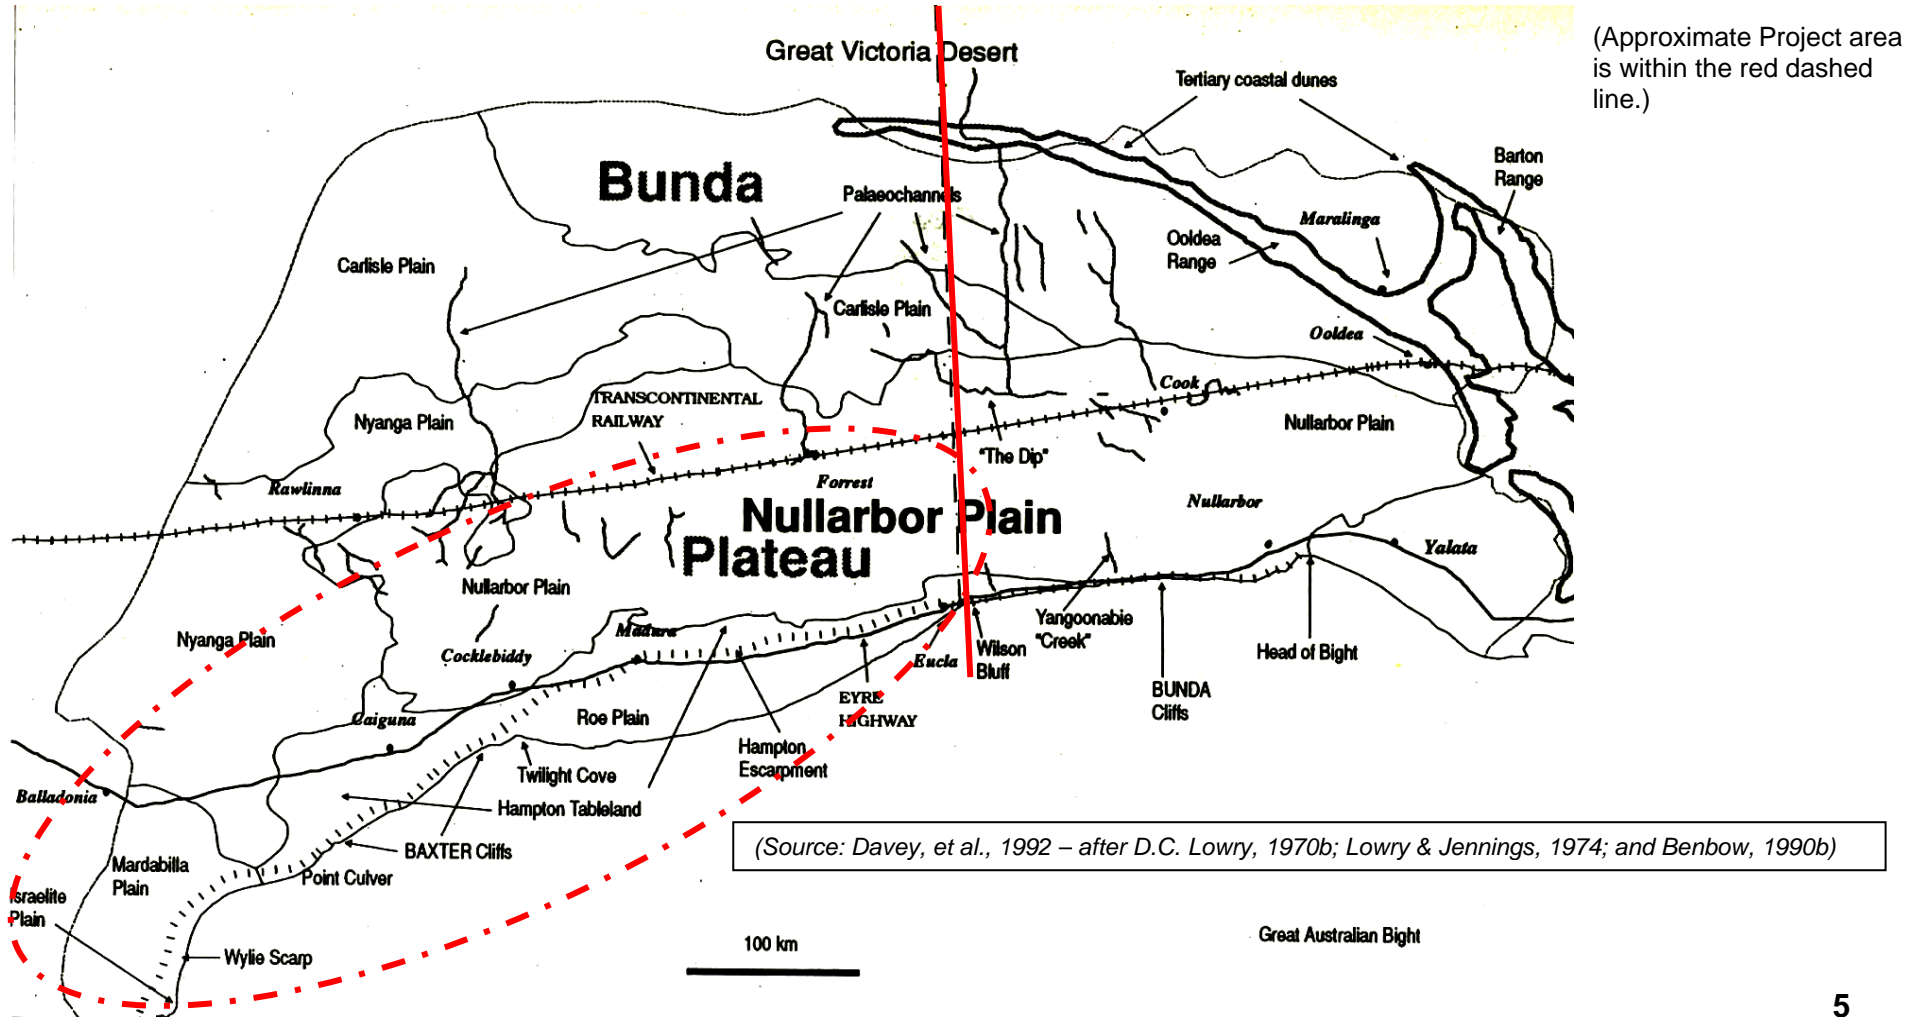 Great Victoria Desert
(Approximate Project area
is within the red dashed
line.)
Tertiary coastal dunes
Barton
Range
Bunda
Palaeochannels
Maralinga
Ooldea
Range
Carlisle Plain
Carlisle Plain
Ooldea
TRANSCONTINENTAL
RAILWAY
Cook
Nyanga Plain
Nullarbor Plain
"The Dip"
Rawlinna
Forrest
Nullarbor
Nullarbor Plain
Plateau
Yalata
Nullarbor Plain
Nyanga Plain
Madura
Yangoonabie
"Creek"
Cocklebiddy
Eucla
Wilson
Bluff
Head of Bight
BUNDA
Cliffs
EYRE
HIGHWAY
Caiguna
Roe Plain
Hampton
Escarpment
Twilight Cove
Balladonia
Hampton Tableland
BAXTER Cliffs
(Source: Davey, et al., 1992 – after D.C. Lowry, 1970b; Lowry & Jennings, 1974; and Benbow, 1990b)
Mardabilla
Plain
Point Culver
Israelite
Plain
Wylie Scarp
100 km
Great Australian Bight
5